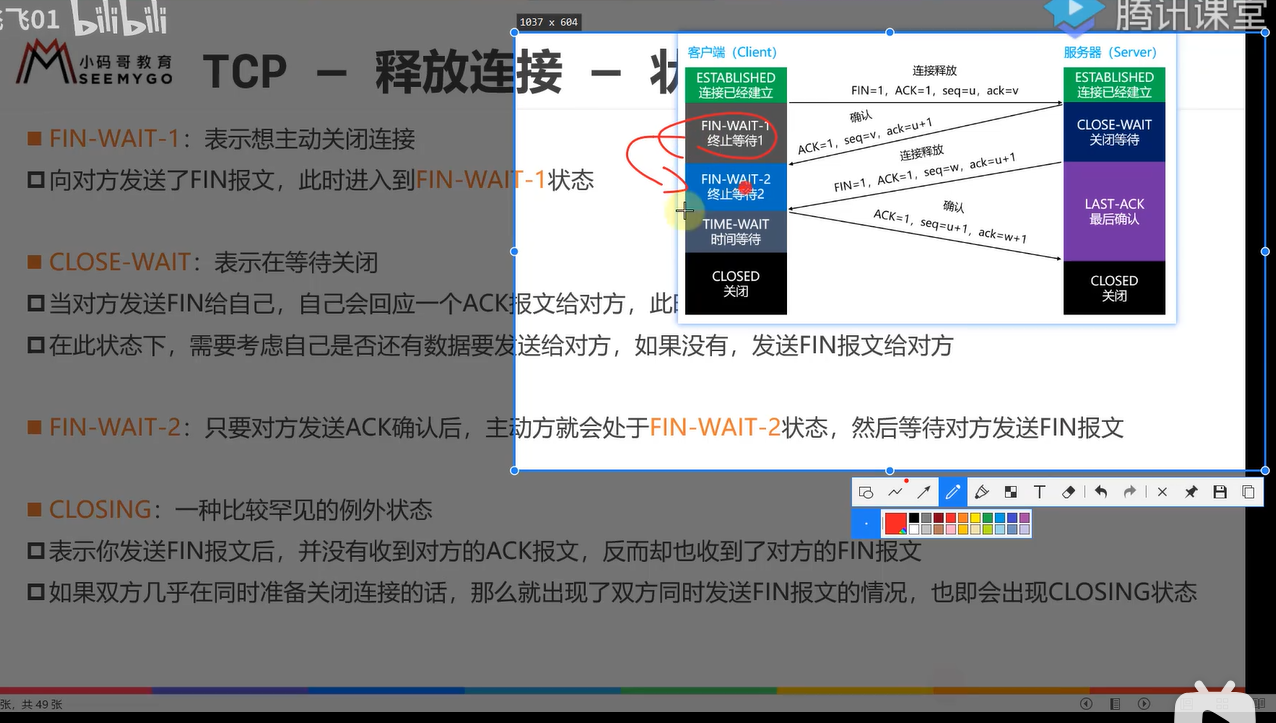 飞01 bilibili
腾讯课堂
1037 x 604
小码哥教育
SEEMYGO
TCP － 释放连接 － 状
FIN-WAIT-1：表示想主动关闭连接
向对方发送了FIN报文，此时进入到FIN-WAIT-1状态
CLOSE-WAIT：表示在等待关闭
当对方发送FIN给自己，自己会回应一个ACK报文给对方，此时
在此状态下，需要考虑自己是否还有数据要发送给对方，如果没有，发送FIN报文给对方
FIN-WAIT-2：只要对方发送ACK确认后，主动方就会处于FIN-WAIT-2状态，然后等待对方发送FIN报文
CLOSING：一种比较罕见的例外状态
表示你发送FIN报文后，并没有收到对方的ACK报文，反而却也收到了对方的FIN报文
如果双方几乎在同时准备关闭连接的话，那么就出现了双方同时发送FIN报文的情况，也即会出现CLOSING状态
客户端（Client）
ESTABLISHED
连接已经建立
FIN-WAIT-1
终止等待1
FIN-WAIT-2
终止等待2
TIME-WAIT
时间等待
CLOSED
关闭
连接释放
FIN=1，ACK=1，seq=u，ack=v
确认
ACK=1，seq=v，ack=u+1
连接释放
FIN=1，ACK=1，seq=w，ack=u+1
确认
ACK=1，seq=u+1，ack=w+1
服务器（Server）
ESTABLISHED
连接已经建立
CLOSE-WAIT
关闭等待
LAST-ACK
最后确认
CLOSED
关闭
T
张，共 49 张